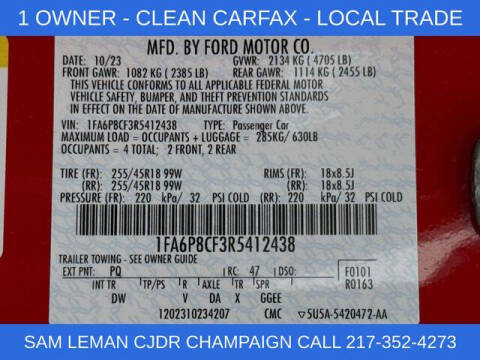 1 OWNER - CLEAN CARFAX - LOCAL TRADE
MFD. BY FORD MOTOR CO.
DATE: 10/23 GVWR: 2134 KG ( 4705 LB)
FRONT GAWR: 1082 KG ( 2385 LB) REAR GAWR: 1114 KG ( 2455 LB)
THIS VEHICLE CONFORMS TO ALL APPLICABLE FEDERAL MOTOR
VEHICLE SAFETY, BUMPER, AND THEFT PREVENTION STANDARDS
IN EFFECT ON THE DATE OF MANUFACTURE SHOWN ABOVE.
VIN: 1FA6P8CF3R5412438 TYPE: Passenger Car
MAXIMUM LOAD = OCCUPANTS + LUGGAGE = 285KG/ 630LB
OCCUPANTS = 4 TOTAL; 2 FRONT, 2 REAR
TIRE (FR): 255/45R18 99W RIMS (FR): 18x8.5J
(RR): 255/45R18 99W (RR): 18x8.5J
PRESSURE (FR): 220 kPa/ 32 PSI COLD (RR): 220 kPa/ 32 PSI COLD
1FA6P8CF3R5412438
TRAILER TOWING - SEE OWNER GUIDE
EXT PNT: PQ RC: 47 DSO: F0101
INT TR TP/PS R AXLE TR SPR R0163
DW V DA X GGEE
1202310234207 CMC SU5A-5420472-AA
SAM LEMAN CJDR CHAMPAIGN CALL 217-352-4273